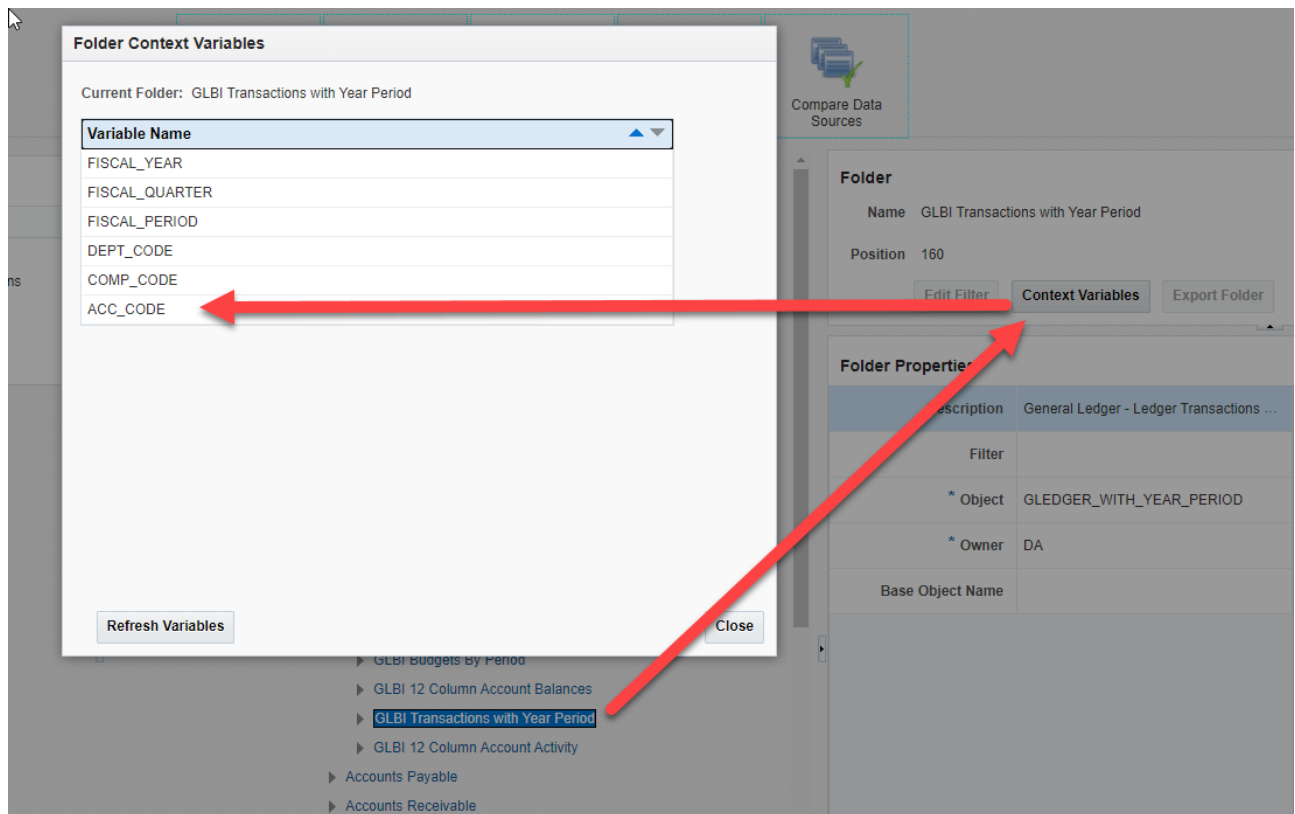 Folder Context Variables
Current Folder: GLBI Transactions with Year Period
Variable Name
FISCAL_YEAR
FISCAL_QUARTER
FISCAL_PERIOD
DEPT_CODE
COMP_CODE
ACC_CODE
Refresh Variables
Close
Compare Data
Sources
Folder
Name GLBI Transactions with Year Period
Position 160
Edit Filter Context Variables Export Folder
Folder Properties
Description General Ledger - Ledger Transactions ...
Filter
* Object GLEDGER_WITH_YEAR_PERIOD
* Owner DA
Base Object Name
ns
GLBI Budgets By Period
GLBI 12 Column Account Balances
GLBI Transactions with Year Period
GLBI 12 Column Account Activity
Accounts Payable
Accounts Receivable